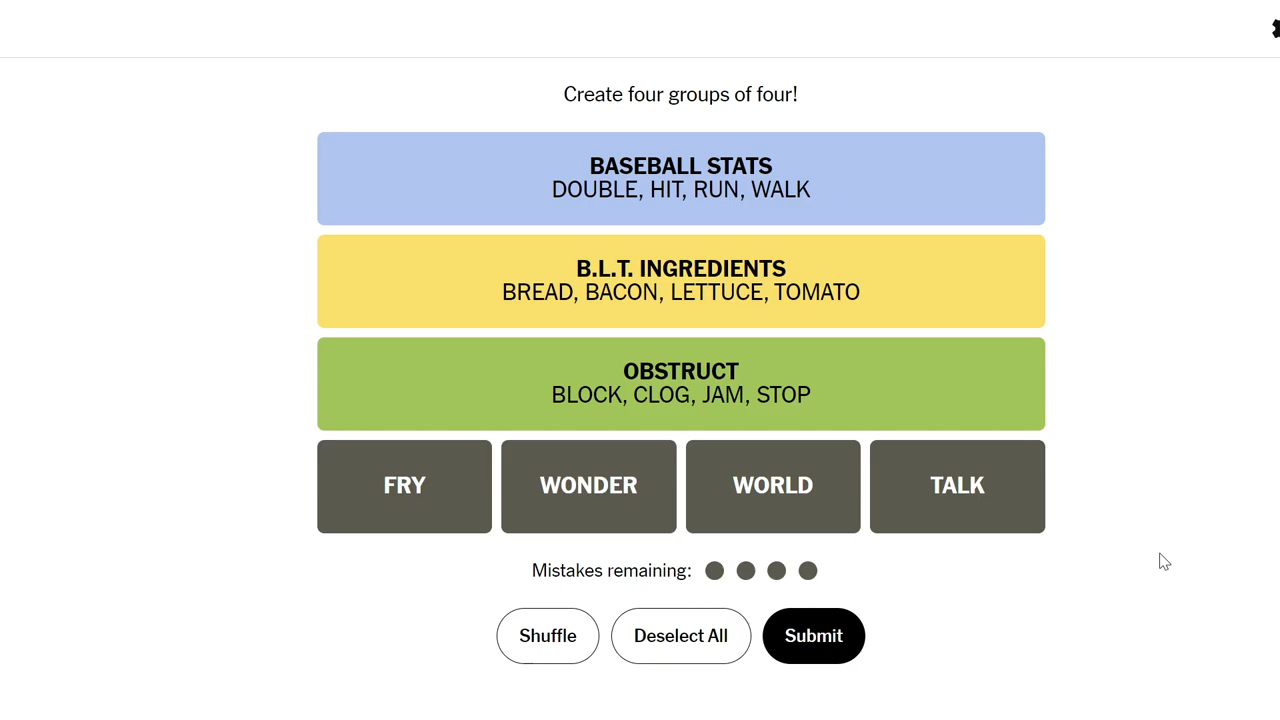 Create four groups of four!
BASEBALL STATS
DOUBLE, HIT, RUN, WALK
B.L.T. INGREDIENTS
BREAD, BACON, LETTUCE, TOMATO
OBSTRUCT
BLOCK, CLOG, JAM, STOP
FRY WONDER WORLD TALK
Mistakes remaining:
Shuffle Deselect All Submit